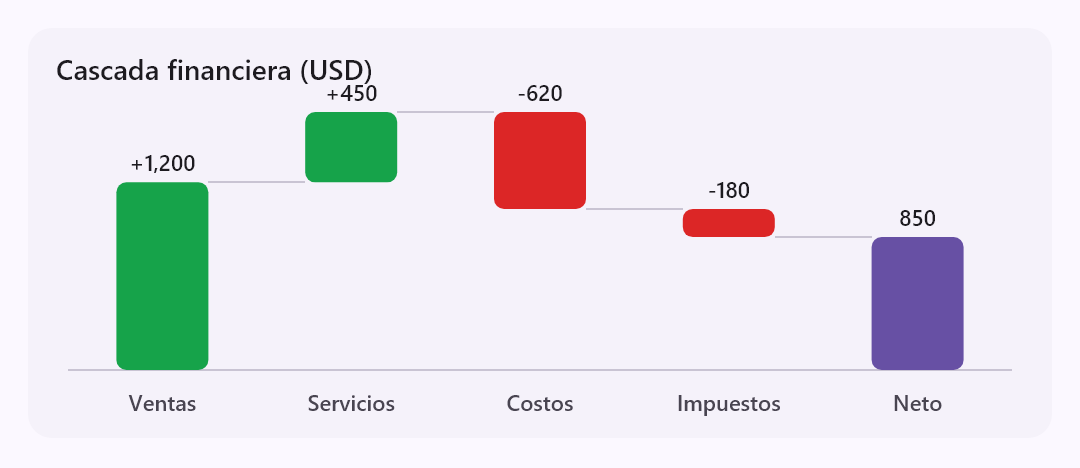 Cascada financiera (USD)
+450
-620
+1,200
-180
850
Ventas
Servicios
Costos
Impuestos
Neto